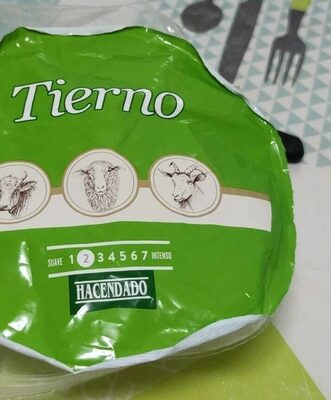 Tierno
SUAVE 1 2 3 4 5 6 7 INTENSO
HACENDADO